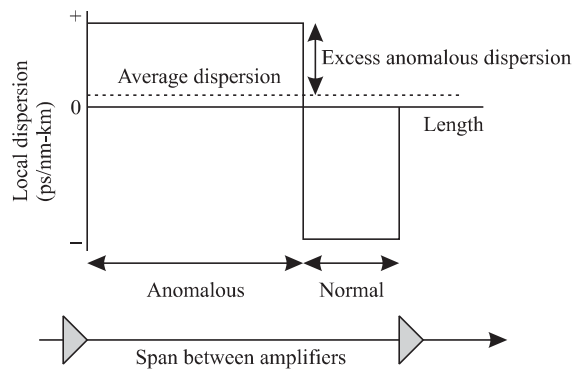 +
Excess anomalous dispersion
Average dispersion
0
Length
Local dispersion
(ps/nm-km)
–
Anomalous
Normal
Span between amplifiers